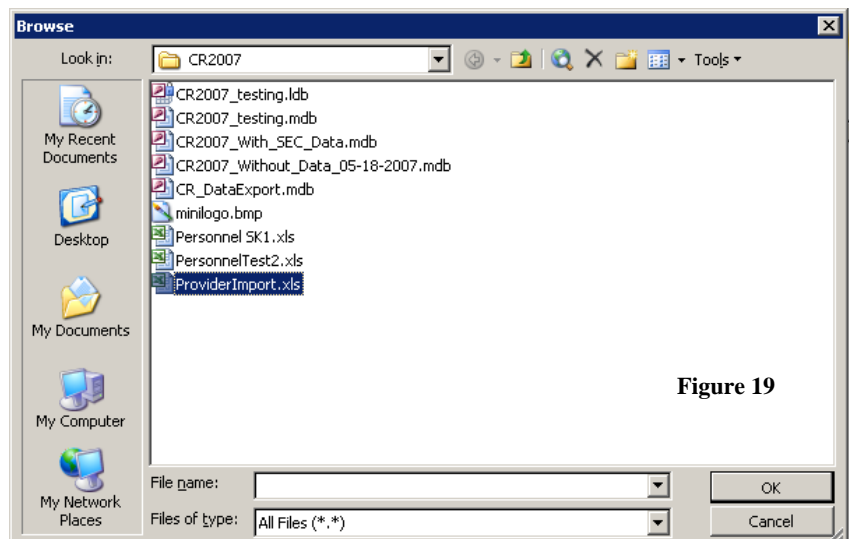 Browse
Look in:
CR2007
Tools
My Recent
Documents
Desktop
My Documents
My Computer
My Network
Places
CR2007_testing.ldb
CR2007_testing.mdb
CR2007_With_SEC_Data.mdb
CR2007_Without_Data_05-18-2007.mdb
CR_DataExport.mdb
minilogo.bmp
Personnel SK1.xls
PersonnelTest2.xls
ProviderImport.xls
Figure 19
File name:
OK
Files of type:
All Files (*.*)
Cancel